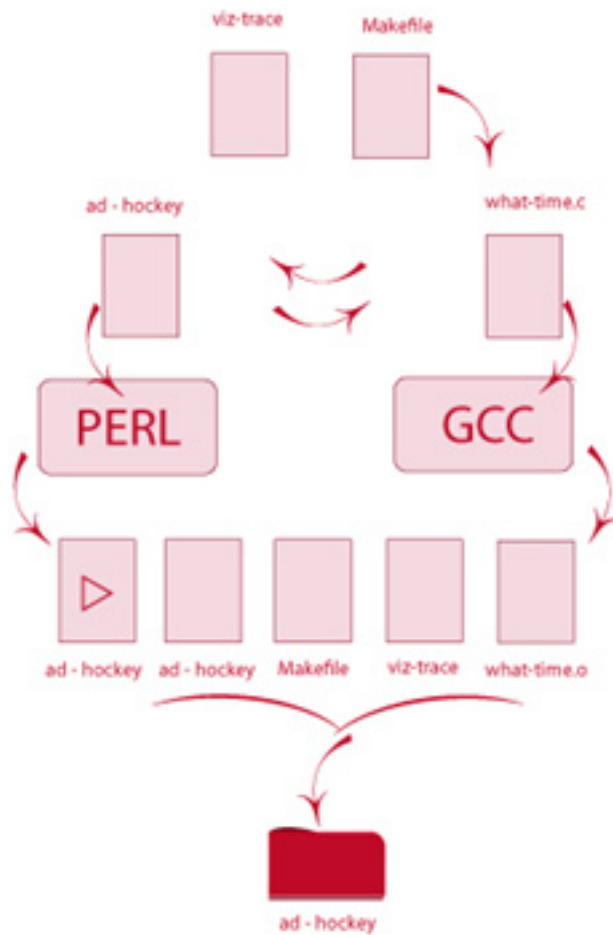 viz-trace
Makefile
ad - hockey
what-time.c
PERL
GCC
ad - hockey
ad - hockey
Makefile
viz-trace
what-time.o
ad - hockey